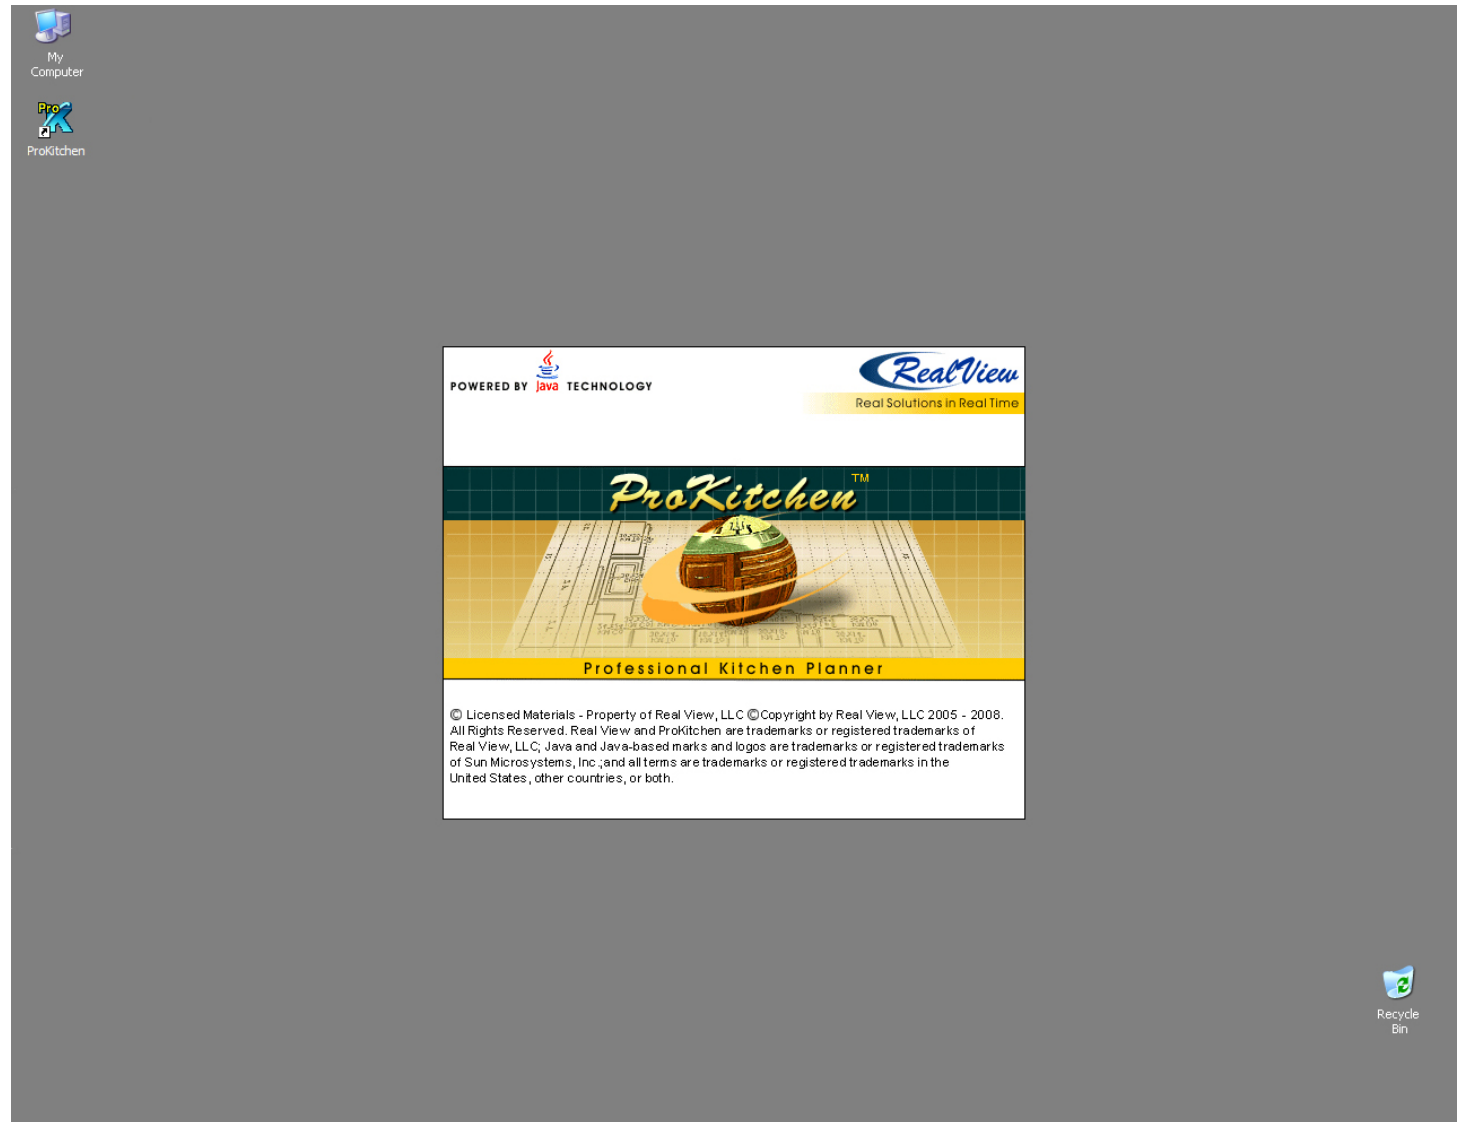 My
Computer
Pro
ProKitchen
POWERED BY Java TECHNOLOGY
RealView
Real Solutions in Real Time
ProKitchen™
Professional Kitchen Planner
© Licensed Materials - Property of Real View, LLC ©Copyright by Real View, LLC 2005 - 2008.
All Rights Reserved. Real View and ProKitchen are trademarks or registered trademarks of
Real View, LLC; Java and Java-based marks and logos are trademarks or registered trademarks
of Sun Microsystems, Inc.;and all terms are trademarks or registered trademarks in the
United States, other countries, or both.
Recycle
Bin